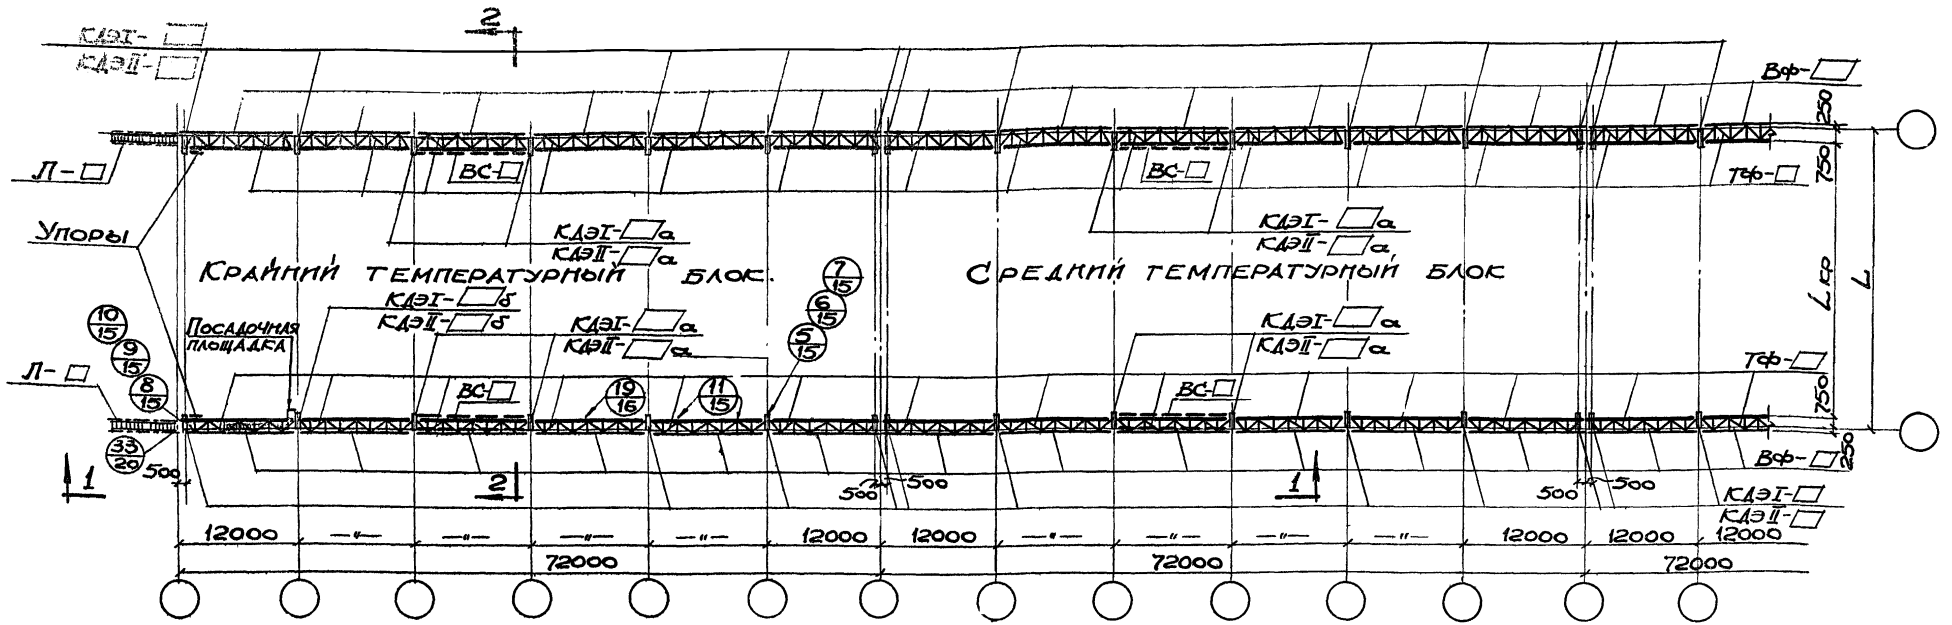 2
КДЭI-
КДЭII-
ВФ-
250
Л-
ВС-
ВС-
750
ТФ-
Упоры
КДЭI- а
КДЭII- а
КДЭI- а
КДЭII- а
Крайний температурный блок.
Средний температурный блок
7
15
6
15
5
15
КДЭI- б
КДЭII- б
КДЭI- а
КДЭII- а
КДЭI- а
КДЭII- а
Lкр
L
10
15
9
15
8
15
Посадочная
площадка
Л-
ВС-
19
16
11
15
ВС-
ТФ-
750
33
20
500
1
2
500
500
1
500
500
ВФ-
250
КДЭI-
КДЭII-
12000 —"— —"— —"— —"— 12000 12000 —"— —"— —"— —"— 12000 12000 12000
72000 72000 72000